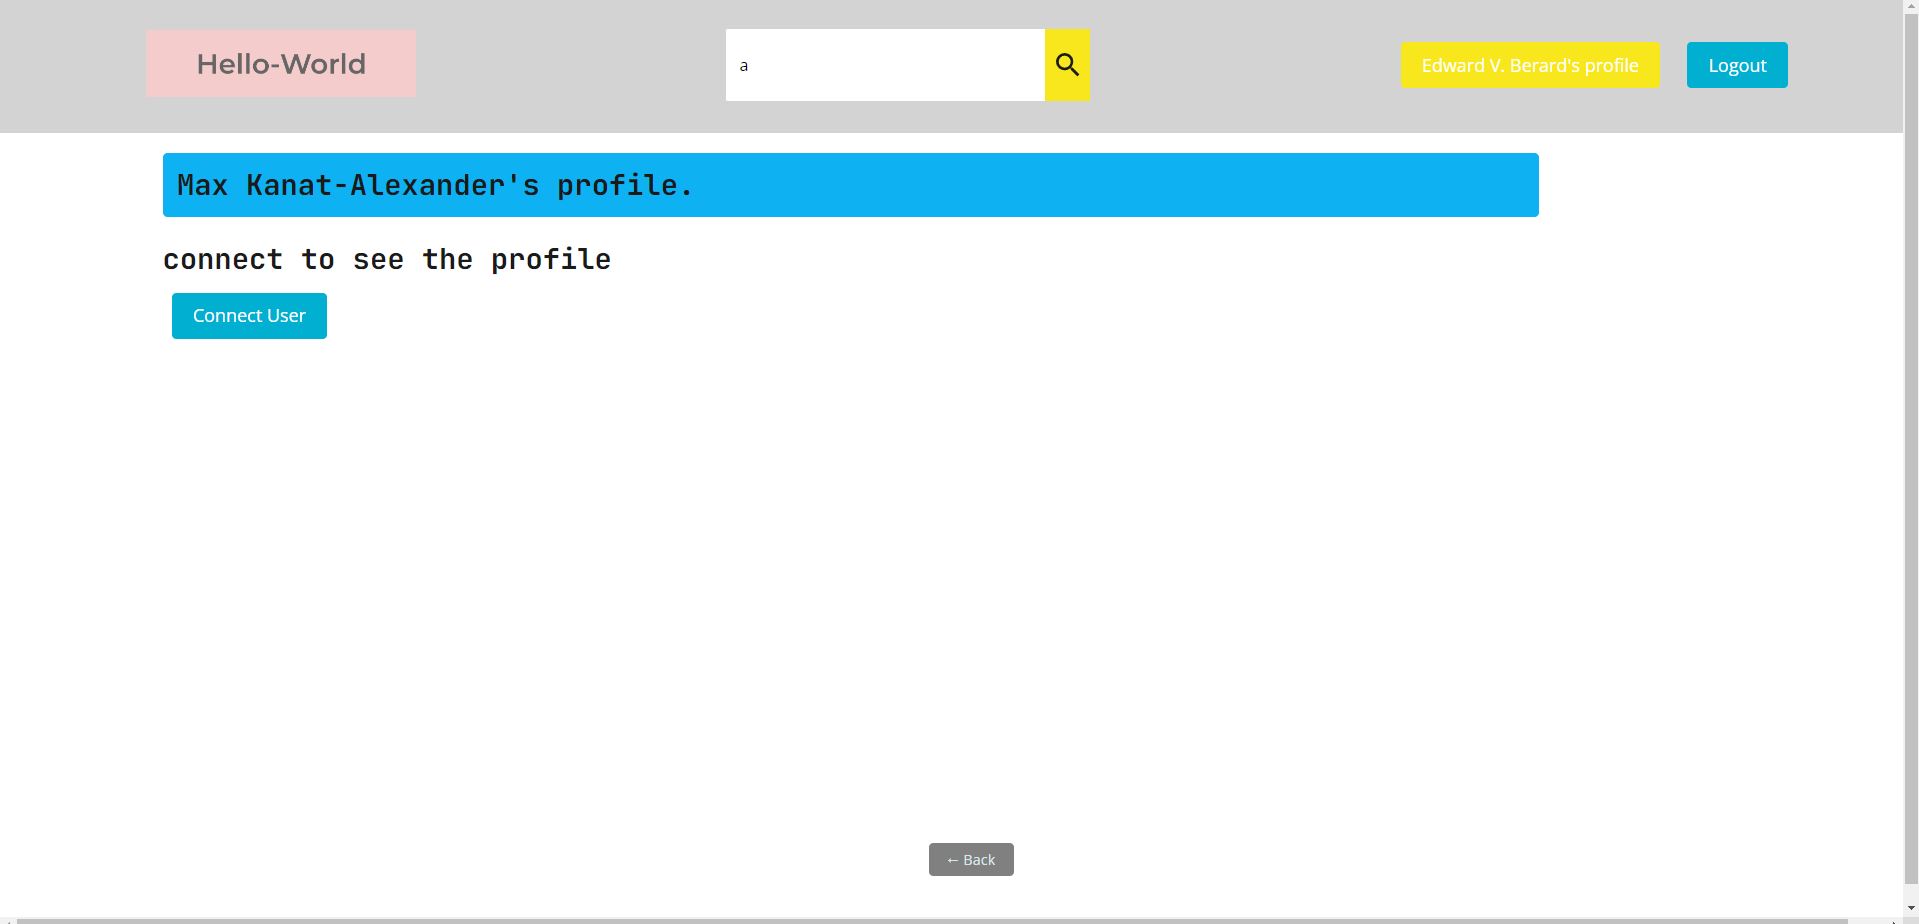 Hello-World
a
Edward V. Berard's profile
Logout
Max Kanat-Alexander's profile.
connect to see the profile
Connect User
← Back